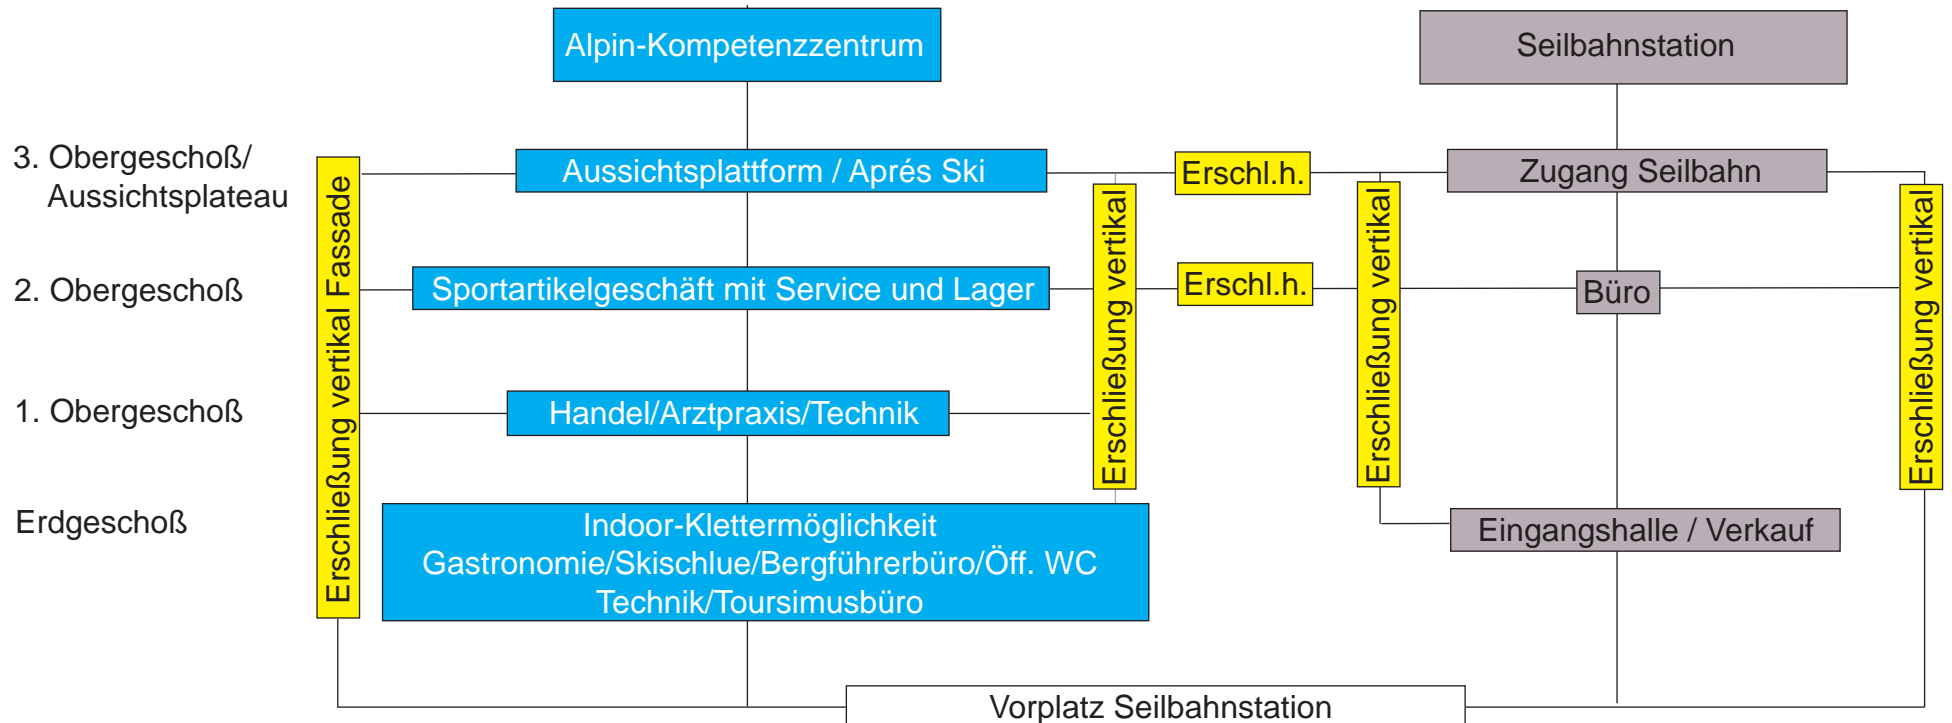 Alpin-Kompetenzzentrum
Seilbahnstation
3. Obergeschoß/
Aussichtsplateau
Aussichtsplattform / Aprés Ski
Erschl.h.
Zugang Seilbahn
2. Obergeschoß
Sportartikelgeschäft mit Service und Lager
Erschl.h.
Büro
1. Obergeschoß
Handel/Arztpraxis/Technik
Erschließung vertikal Fassade
Erschließung vertikal
Erschließung vertikal
Erschließung vertikal
Erdgeschoß
Indoor-Klettermöglichkeit
Gastronomie/Skischlue/Bergführerbüro/Öff. WC
Technik/Toursimusbüro
Eingangshalle / Verkauf
Vorplatz Seilbahnstation